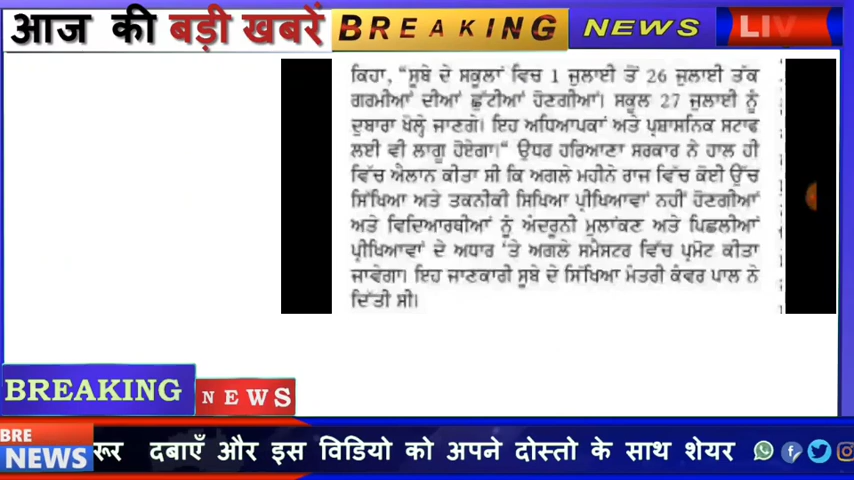 आज की बड़ी खबरें BREAKING NEWS LIV
ਕਿਹਾ, “ਸੂਬੇ ਦੇ ਸਕੂਲਾਂ ਵਿਚ 1 ਜੁਲਾਈ ਤੋਂ 26 ਜੁਲਾਈ ਤੱਕ
ਗਰਮੀਆਂ ਦੀਆਂ ਛੁੱਟੀਆਂ ਹੋਣਗੀਆਂ। ਸਕੂਲ 27 ਜੁਲਾਈ ਨੂੰ
ਦੁਬਾਰਾ ਖੋਲ੍ਹੇ ਜਾਣਗੇ। ਇਹ ਅਧਿਆਪਕਾਂ ਅਤੇ ਪ੍ਰਸ਼ਾਸਨਿਕ ਸਟਾਫ
ਲਈ ਵੀ ਲਾਗੂ ਹੋਏਗਾ।“ ਉਧਰ ਹਰਿਆਣਾ ਸਰਕਾਰ ਨੇ ਹਾਲ ਹੀ
ਵਿੱਚ ਐਲਾਨ ਕੀਤਾ ਸੀ ਕਿ ਅਗਲੇ ਮਹੀਨੇ ਰਾਜ ਵਿੱਚ ਕੋਈ ਉੱਚ
ਸਿੱਖਿਆ ਅਤੇ ਤਕਨੀਕੀ ਸਿਖਿਆ ਪ੍ਰੀਖਿਆਵਾਂ ਨਹੀਂ ਹੋਣਗੀਆਂ
ਅਤੇ ਵਿਦਿਆਰਥੀਆਂ ਨੂੰ ਅੰਦਰੂਨੀ ਮੁਲਾਂਕਣ ਅਤੇ ਪਿਛਲੀਆਂ
ਪ੍ਰੀਖਿਆਵਾਂ ਦੇ ਅਧਾਰ ‘ਤੇ ਅਗਲੇ ਸਮੈਸਟਰ ਵਿੱਚ ਪ੍ਰਮੋਟ ਕੀਤਾ
ਜਾਵੇਗਾ। ਇਹ ਜਾਣਕਾਰੀ ਸੂਬੇ ਦੇ ਸਿੱਖਿਆ ਮੰਤਰੀ ਕੰਵਰ ਪਾਲ ਨੇ
ਦਿੱਤੀ ਸੀ।
BREAKING NEWS
BRE
NEWS रूर दबाएँ और इस विडियो को अपने दोस्तो के साथ शेयर